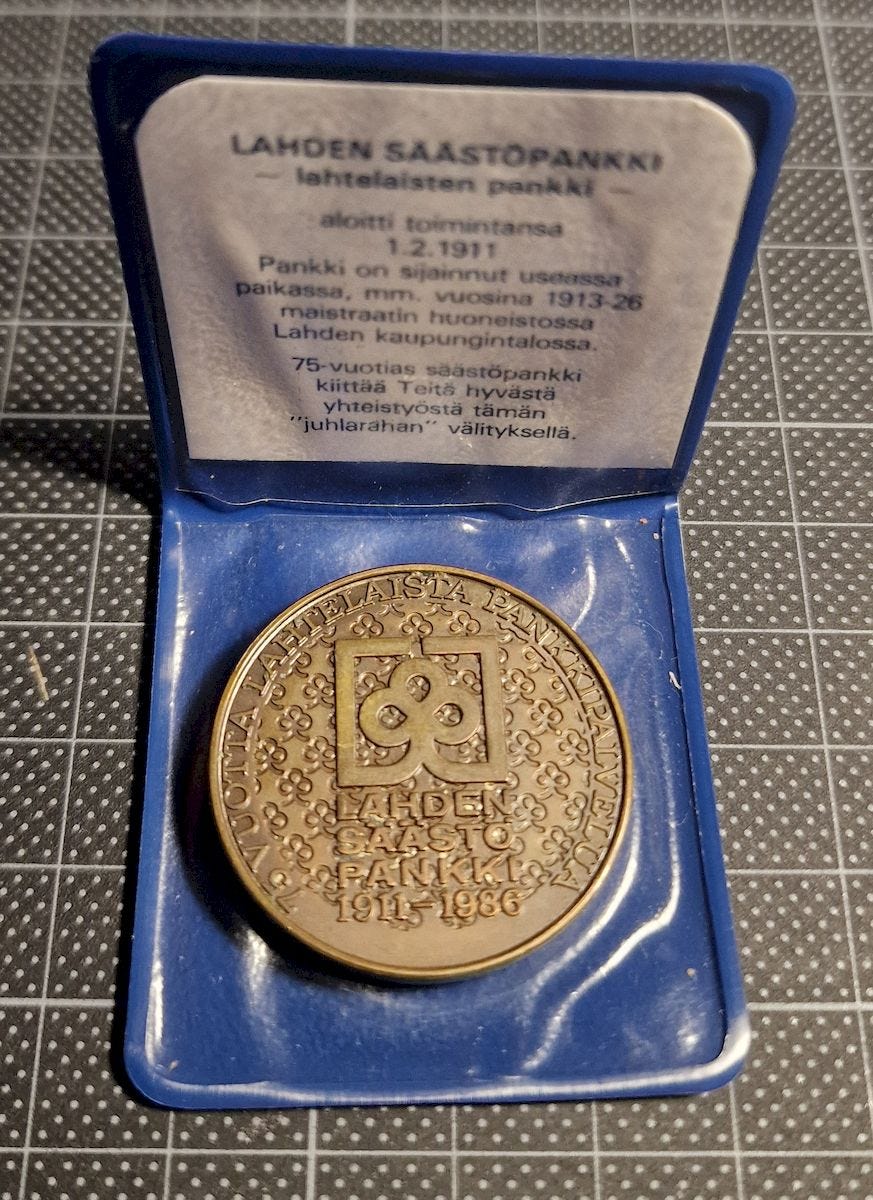 LAHDEN SÄÄSTÖPANKKI
— lahtelaisten pankki —
aloitti toimintansa
1.2.1911
Pankki on sijainnut useassa
paikassa, mm. vuosina 1913-26
maistraatin huoneistossa
Lahden kaupungintalossa.
75-vuotias säästöpankki
kiittää Teitä hyvästä
yhteistyöstä tämän
"juhlarahan" välityksellä.
75 VUOTTA LAHTELAISTA PANKKIPALVELUA
LAHDEN
SÄÄSTÖ
PANKKI
1911–1986